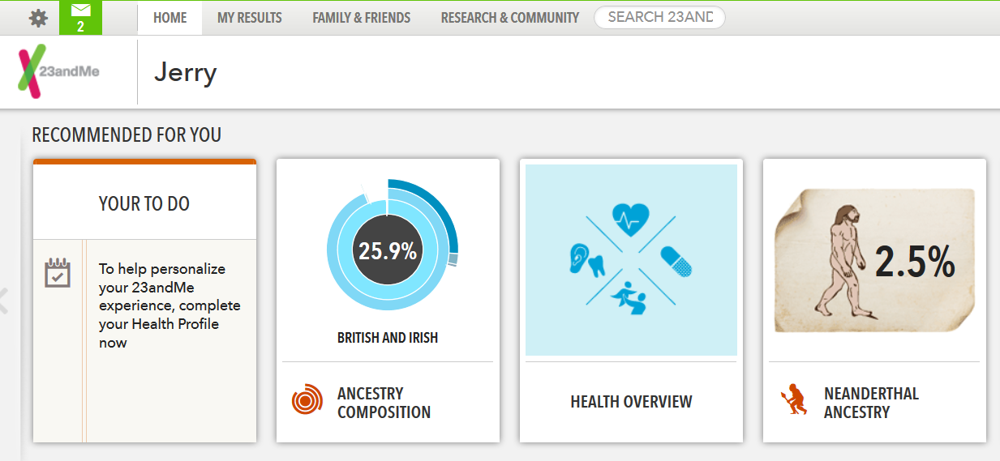 2
HOME
MY RESULTS
FAMILY & FRIENDS
RESEARCH & COMMUNITY
SEARCH 23AND
23andMe
Jerry
RECOMMENDED FOR YOU
YOUR TO DO
To help personalize
your 23andMe
experience, complete
your Health Profile
now
25.9%
BRITISH AND IRISH
ANCESTRY
COMPOSITION
HEALTH OVERVIEW
2.5%
NEANDERTHAL
ANCESTRY